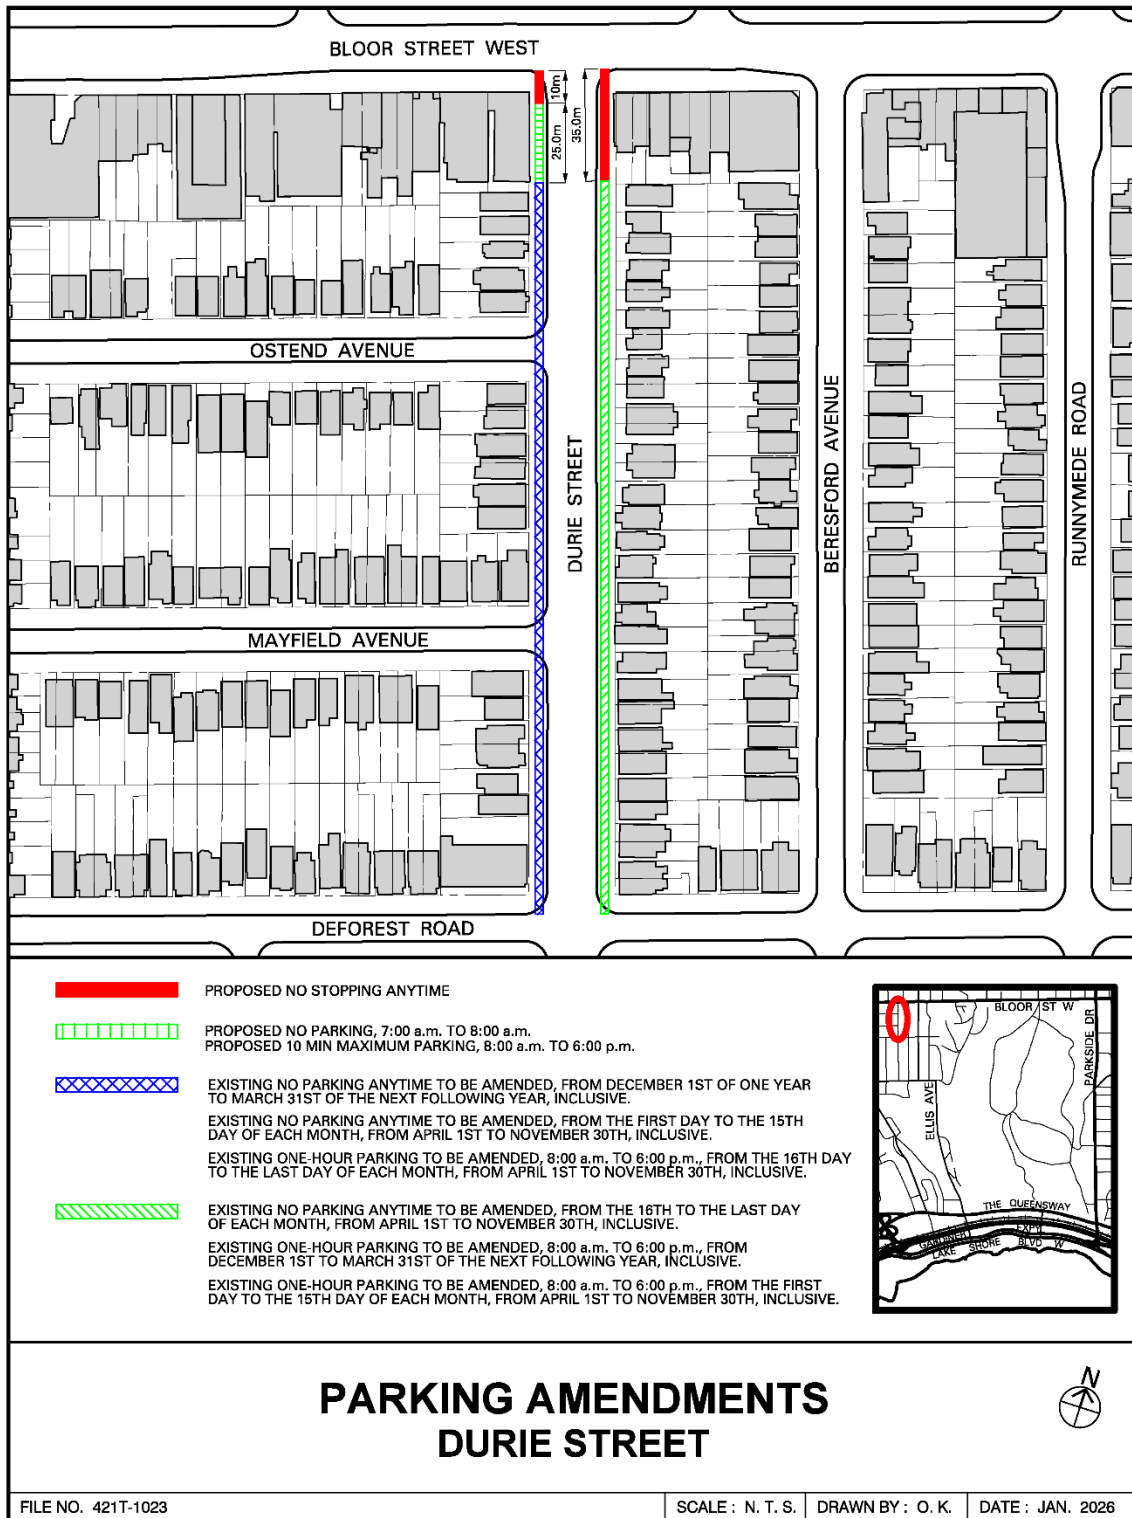 BLOOR STREET WEST
10m
25.0m
35.0m
OSTEND AVENUE
DURIE STREET
BERESFORD AVENUE
RUNNYMEDE ROAD
MAYFIELD AVENUE
DEFOREST ROAD
PROPOSED NO STOPPING ANYTIME
PROPOSED NO PARKING, 7:00 a.m. TO 8:00 a.m.
PROPOSED 10 MIN MAXIMUM PARKING, 8:00 a.m. TO 6:00 p.m.
EXISTING NO PARKING ANYTIME TO BE AMENDED, FROM DECEMBER 1ST OF ONE YEAR
TO MARCH 31ST OF THE NEXT FOLLOWING YEAR, INCLUSIVE.
EXISTING NO PARKING ANYTIME TO BE AMENDED, FROM THE FIRST DAY TO THE 15TH
DAY OF EACH MONTH, FROM APRIL 1ST TO NOVEMBER 30TH, INCLUSIVE.
EXISTING ONE-HOUR PARKING TO BE AMENDED, 8:00 a.m. TO 6:00 p.m., FROM THE 16TH DAY
TO THE LAST DAY OF EACH MONTH, FROM APRIL 1ST TO NOVEMBER 30TH, INCLUSIVE.
EXISTING NO PARKING ANYTIME TO BE AMENDED, FROM THE 16TH TO THE LAST DAY
OF EACH MONTH, FROM APRIL 1ST TO NOVEMBER 30TH, INCLUSIVE.
EXISTING ONE-HOUR PARKING TO BE AMENDED, 8:00 a.m. TO 6:00 p.m., FROM
DECEMBER 1ST TO MARCH 31ST OF THE NEXT FOLLOWING YEAR, INCLUSIVE.
EXISTING ONE-HOUR PARKING TO BE AMENDED, 8:00 a.m. TO 6:00 p.m., FROM THE FIRST
DAY TO THE 15TH DAY OF EACH MONTH, FROM APRIL 1ST TO NOVEMBER 30TH, INCLUSIVE.
BLOOR ST W
PARKSIDE DR
ELLIS AVE
THE QUEENSWAY
GARDINER EXPY
LAKE SHORE BLVD W
PARKING AMENDMENTS
DURIE STREET
N
FILE NO. 421T-1023
SCALE : N. T. S.
DRAWN BY : O. K.
DATE : JAN. 2026